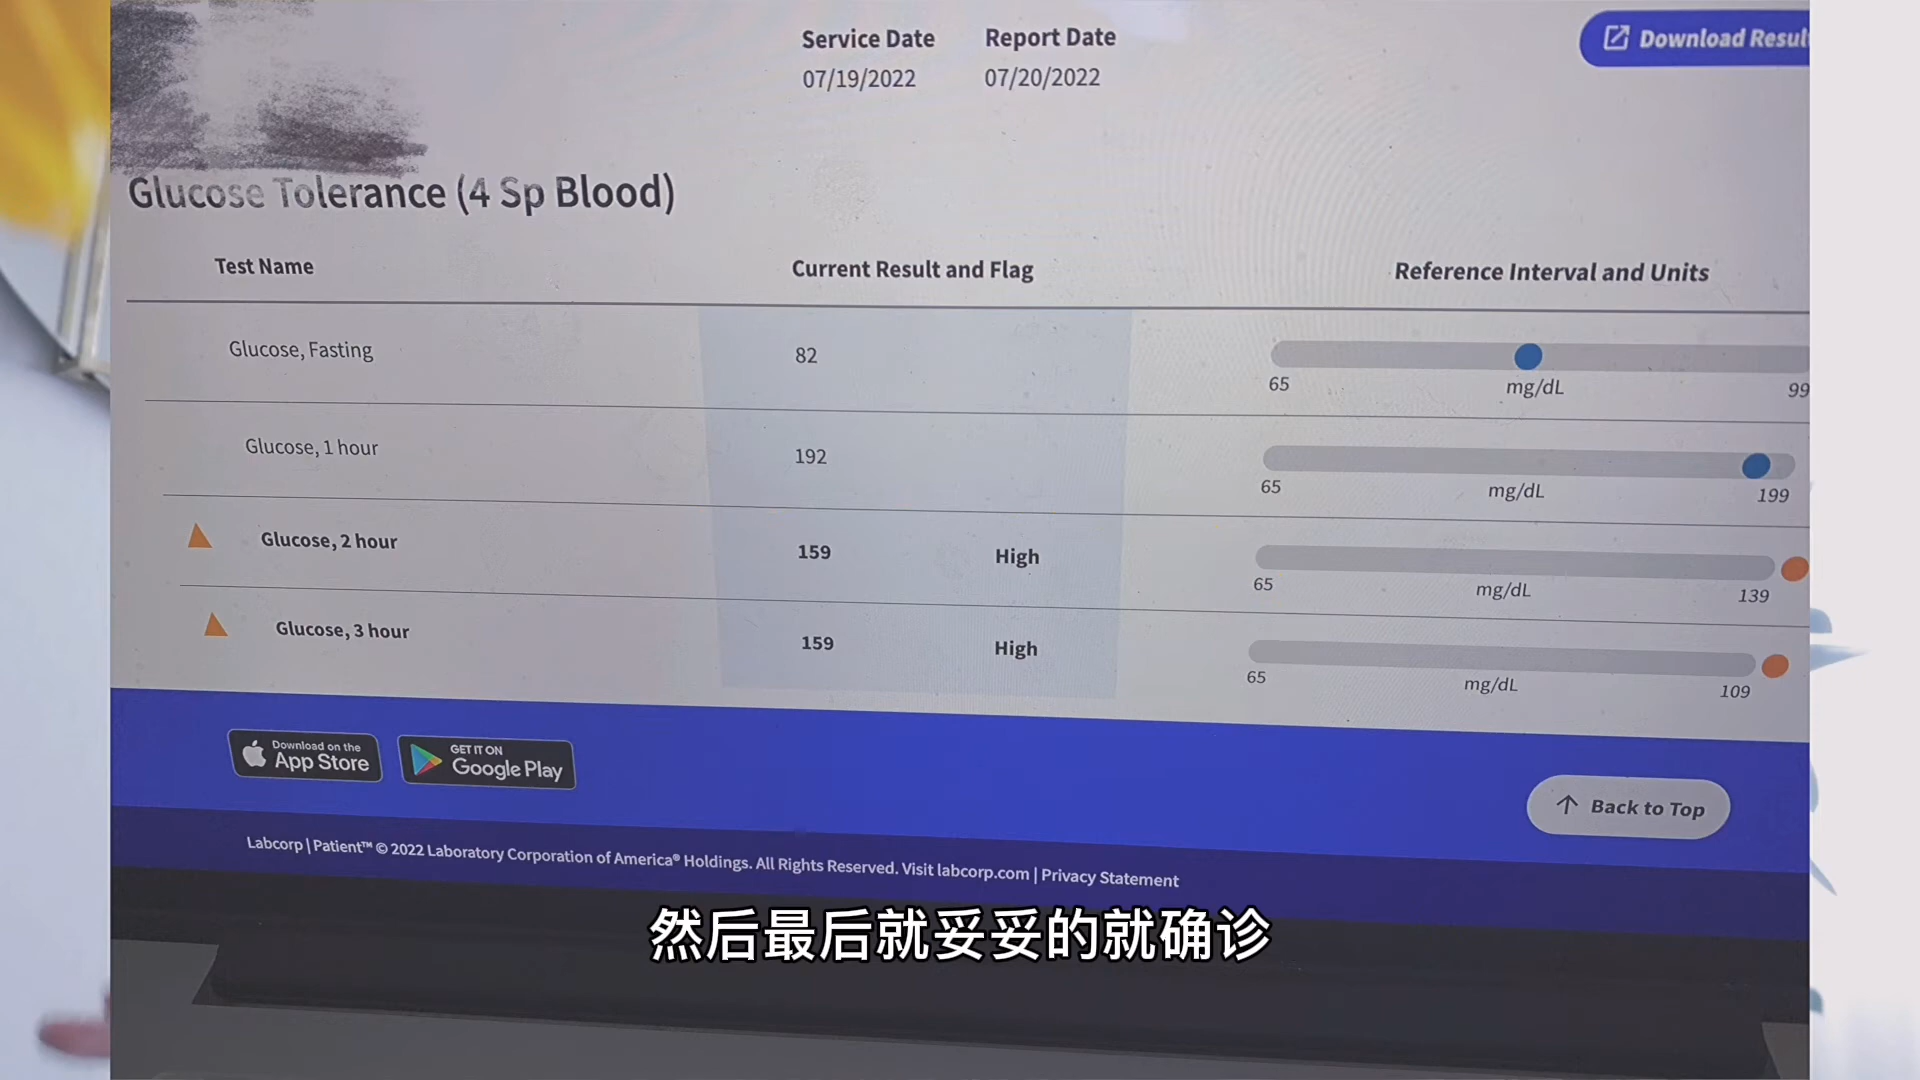 Service Date
Report Date
Download Resul
07/19/2022
07/20/2022
Glucose Tolerance (4 Sp Blood)
Test Name
Current Result and Flag
Reference Interval and Units
Glucose, Fasting
82
65
mg/dL
99
Glucose, 1 hour
192
65
mg/dL
199
Glucose, 2 hour
159
High
65
mg/dL
139
Glucose, 3 hour
159
High
65
mg/dL
109
Download on the
App Store
GET IT ON
Google Play
Back to Top
Labcorp | Patient™ © 2022 Laboratory Corporation of America® Holdings. All Rights Reserved. Visit labcorp.com | Privacy Statement
然后最后就妥妥的就确诊